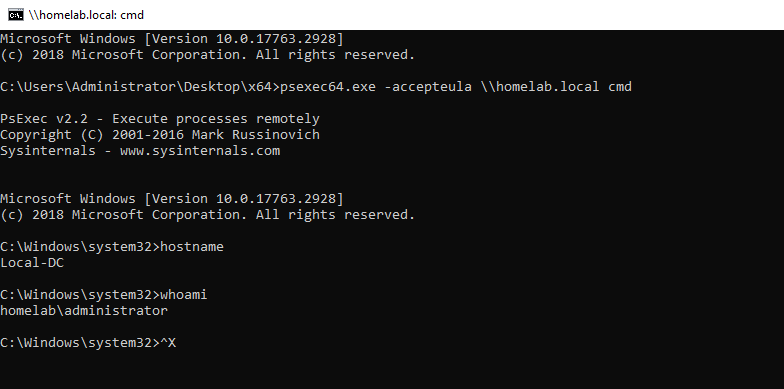 \\homelab.local: cmd
Microsoft Windows [Version 10.0.17763.2928]
(c) 2018 Microsoft Corporation. All rights reserved.
C:\Users\Administrator\Desktop\x64>psexec64.exe -accepteula \\homelab.local cmd
PsExec v2.2 - Execute processes remotely
Copyright (C) 2001-2016 Mark Russinovich
Sysinternals - www.sysinternals.com
Microsoft Windows [Version 10.0.17763.2928]
(c) 2018 Microsoft Corporation. All rights reserved.
C:\Windows\system32>hostname
Local-DC
C:\Windows\system32>whoami
homelab\administrator
C:\Windows\system32>^X